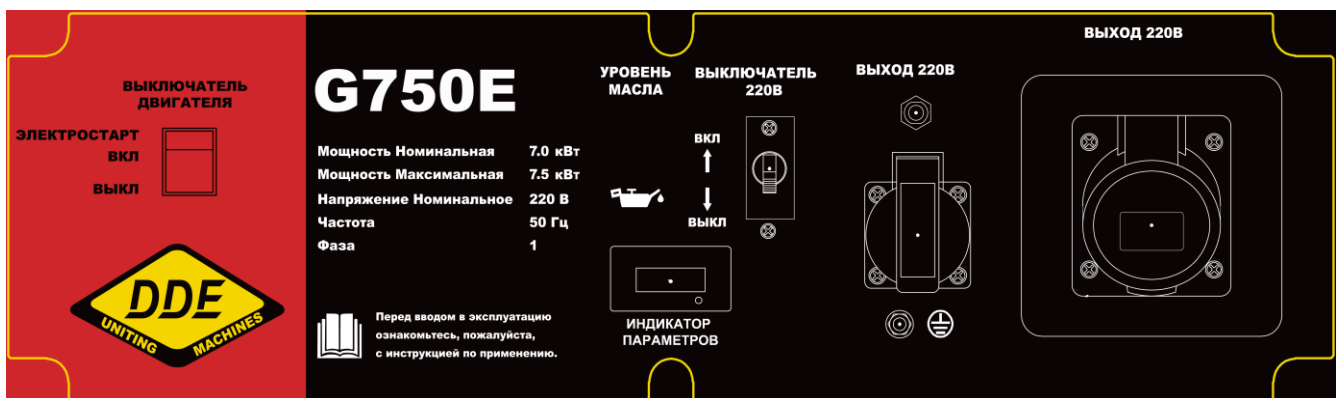 ВЫКЛЮЧАТЕЛЬ
ДВИГАТЕЛЯ
ЭЛЕКТРОСТАРТ
ВКЛ
ВЫКЛ
DDE
UNITING MACHINES
G750E
Мощность Номинальная 7.0 кВт
Мощность Максимальная 7.5 кВт
Напряжение Номинальное 220 В
Частота 50 Гц
Фаза 1
Перед вводом в эксплуатацию
ознакомьтесь, пожалуйста,
с инструкцией по применению.
УРОВЕНЬ
МАСЛА
ВЫКЛЮЧАТЕЛЬ
220В
ВКЛ
ВЫКЛ
ИНДИКАТОР
ПАРАМЕТРОВ
ВЫХОД 220В
ВЫХОД 220В